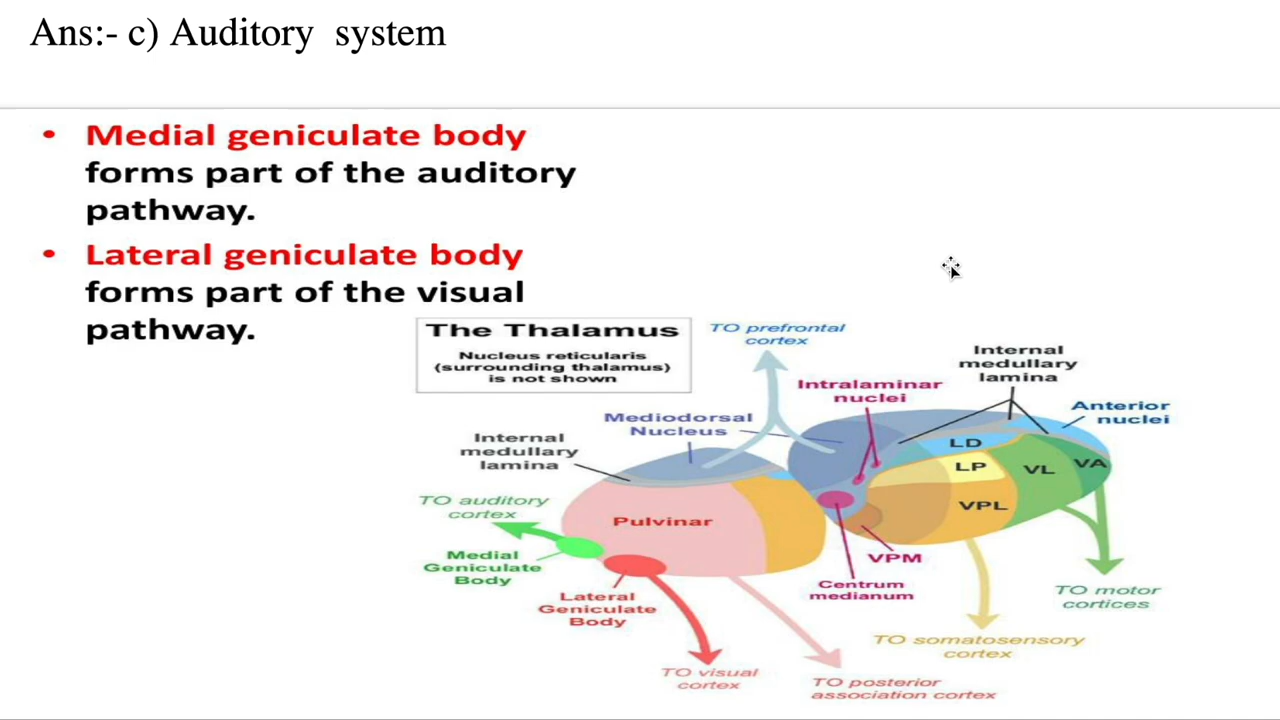 Ans:- c) Auditory system
• Medial geniculate body
forms part of the auditory
pathway.
• Lateral geniculate body
forms part of the visual
pathway.
The Thalamus
Nucleus reticularis
(surrounding thalamus)
is not shown
TO prefrontal
cortex
Internal
medullary
lamina
Intralaminar
nuclei
Anterior
nuclei
Mediodorsal
Nucleus
Internal
medullary
lamina
LD
LP
VL
VA
VPL
TO auditory
cortex
Pulvinar
Medial
Geniculate
Body
VPM
Centrum
medianum
Lateral
Geniculate
Body
TO motor
cortices
TO somatosensory
cortex
TO visual
cortex
TO posterior
association cortex